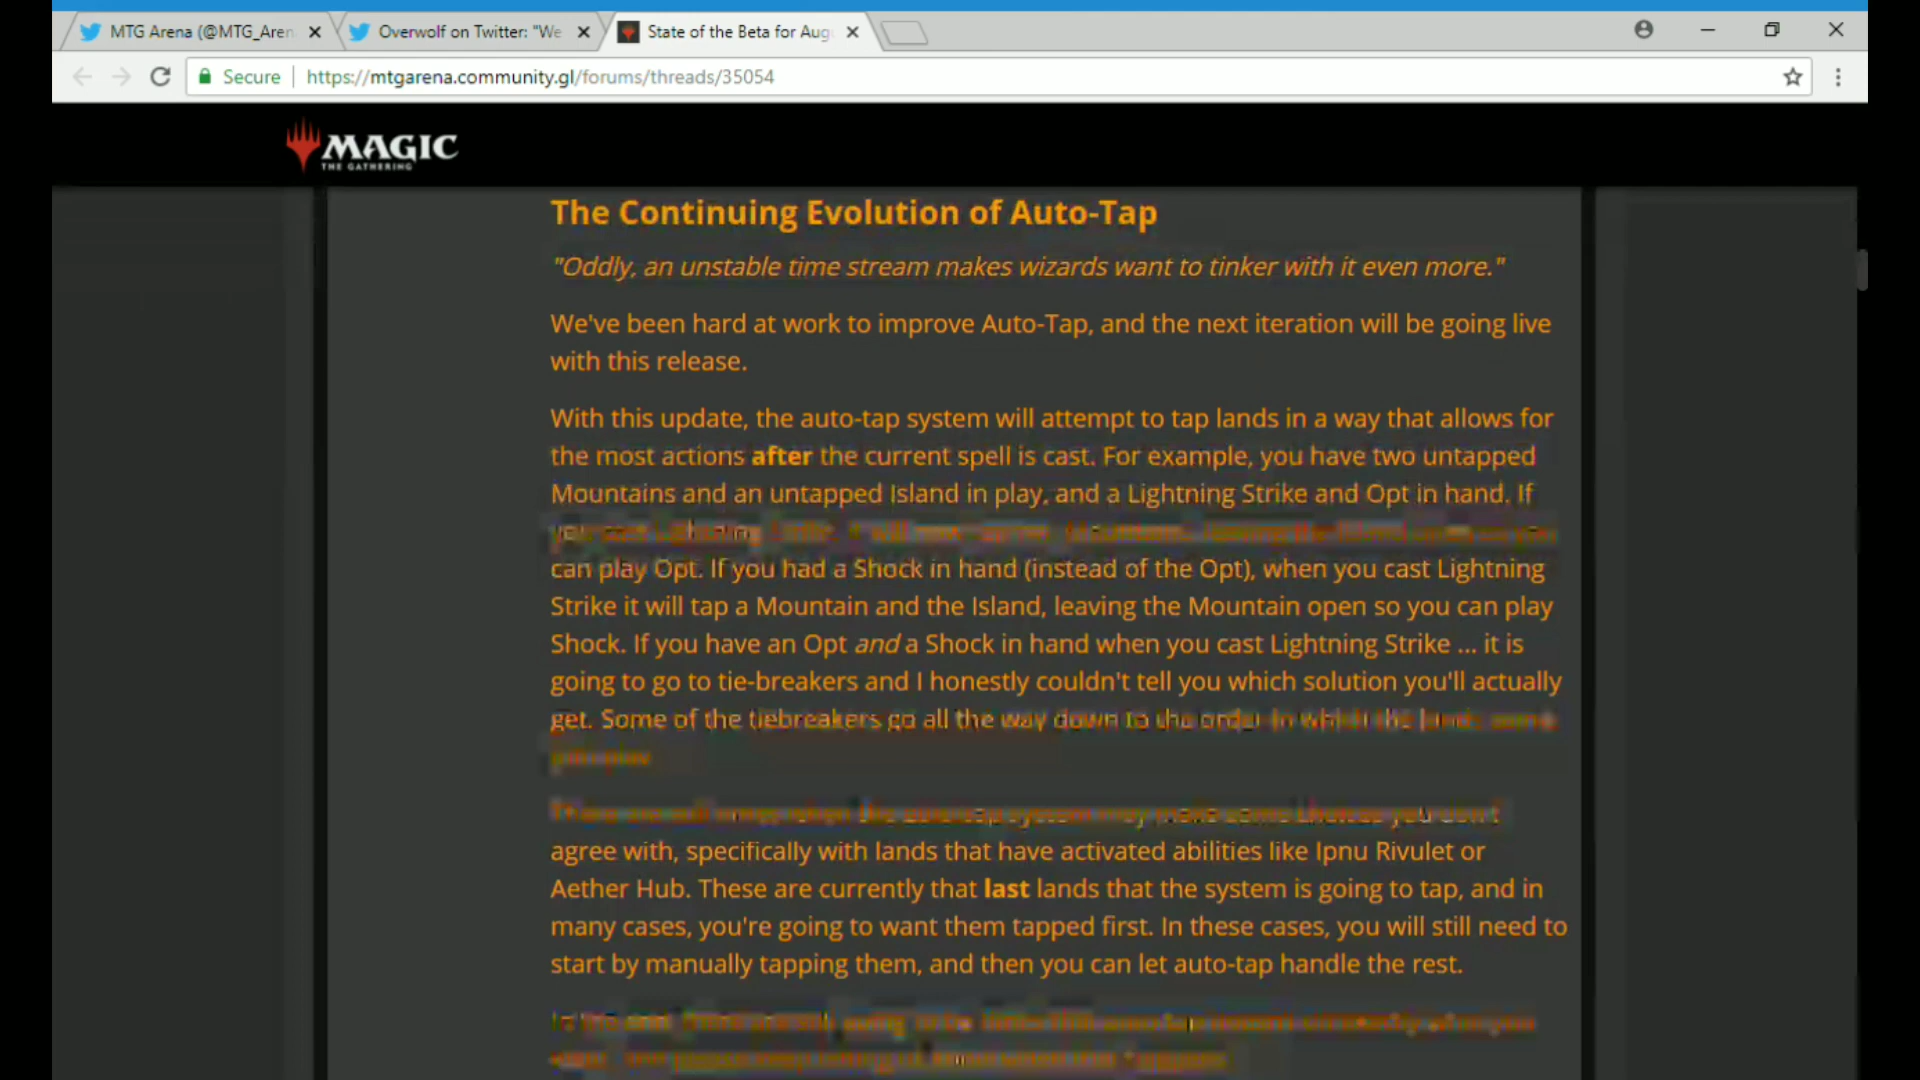 MTG Arena (@MTG_Aren
Overwolf on Twitter: "We
State of the Beta for Aug
Secure
https://mtgarena.community.gl/forums/threads/35054
MAGIC
THE GATHERING
The Continuing Evolution of Auto-Tap
"Oddly, an unstable time stream makes wizards want to tinker with it even more."
We've been hard at work to improve Auto-Tap, and the next iteration will be going live
with this release.
With this update, the auto-tap system will attempt to tap lands in a way that allows for
the most actions after the current spell is cast. For example, you have two untapped
Mountains and an untapped Island in play, and a Lightning Strike and Opt in hand. If
can play Opt. If you had a Shock in hand (instead of the Opt), when you cast Lightning
Strike it will tap a Mountain and the Island, leaving the Mountain open so you can play
Shock. If you have an Opt and a Shock in hand when you cast Lightning Strike ... it is
going to go to tie-breakers and I honestly couldn't tell you which solution you'll actually
get. Some of the tiebreakers go all the way down to the order in which the
agree with, specifically with lands that have activated abilities like Ipnu Rivulet or
Aether Hub. These are currently that last lands that the system is going to tap, and in
many cases, you're going to want them tapped first. In these cases, you will still need to
start by manually tapping them, and then you can let auto-tap handle the rest.